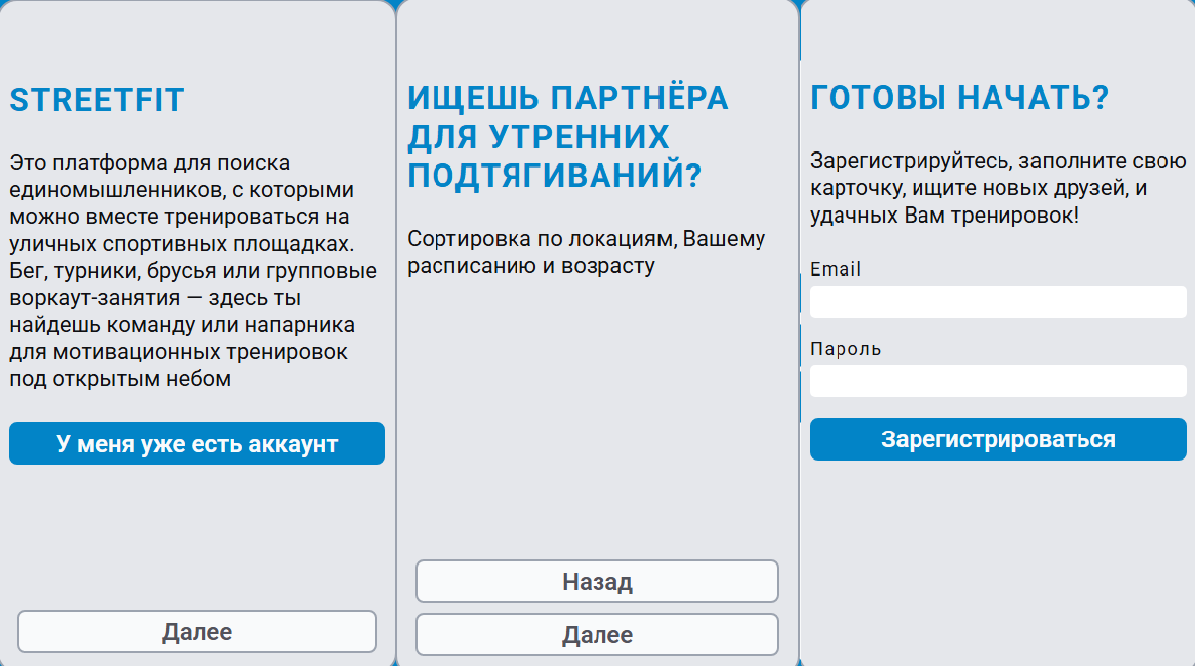 STREETFIT
Это платформа для поиска
единомышленников, с которыми
можно вместе тренироваться на
уличных спортивных площадках.
Бег, турники, брусья или групповые
воркаут-занятия — здесь ты
найдешь команду или напарника
для мотивационных тренировок
под открытым небом
У меня уже есть аккаунт
Далее
ИЩЕШЬ ПАРТНЁРА
ДЛЯ УТРЕННИХ
ПОДТЯГИВАНИЙ?
Сортировка по локациям, Вашему
расписанию и возрасту
Назад
Далее
ГОТОВЫ НАЧАТЬ?
Зарегистрируйтесь, заполните свою
карточку, ищите новых друзей, и
удачных Вам тренировок!
Email
Пароль
Зарегистрироваться